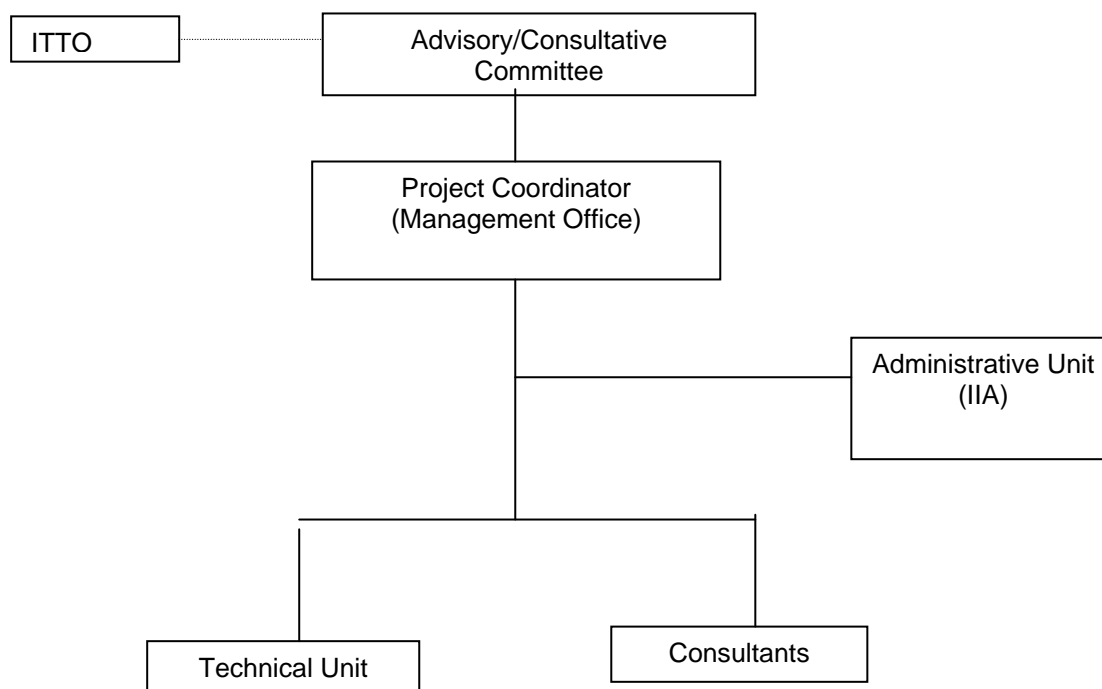 ITTO
Advisory/Consultative
Committee
Project Coordinator
(Management Office)
Administrative Unit
(IIA)
Technical Unit
Consultants